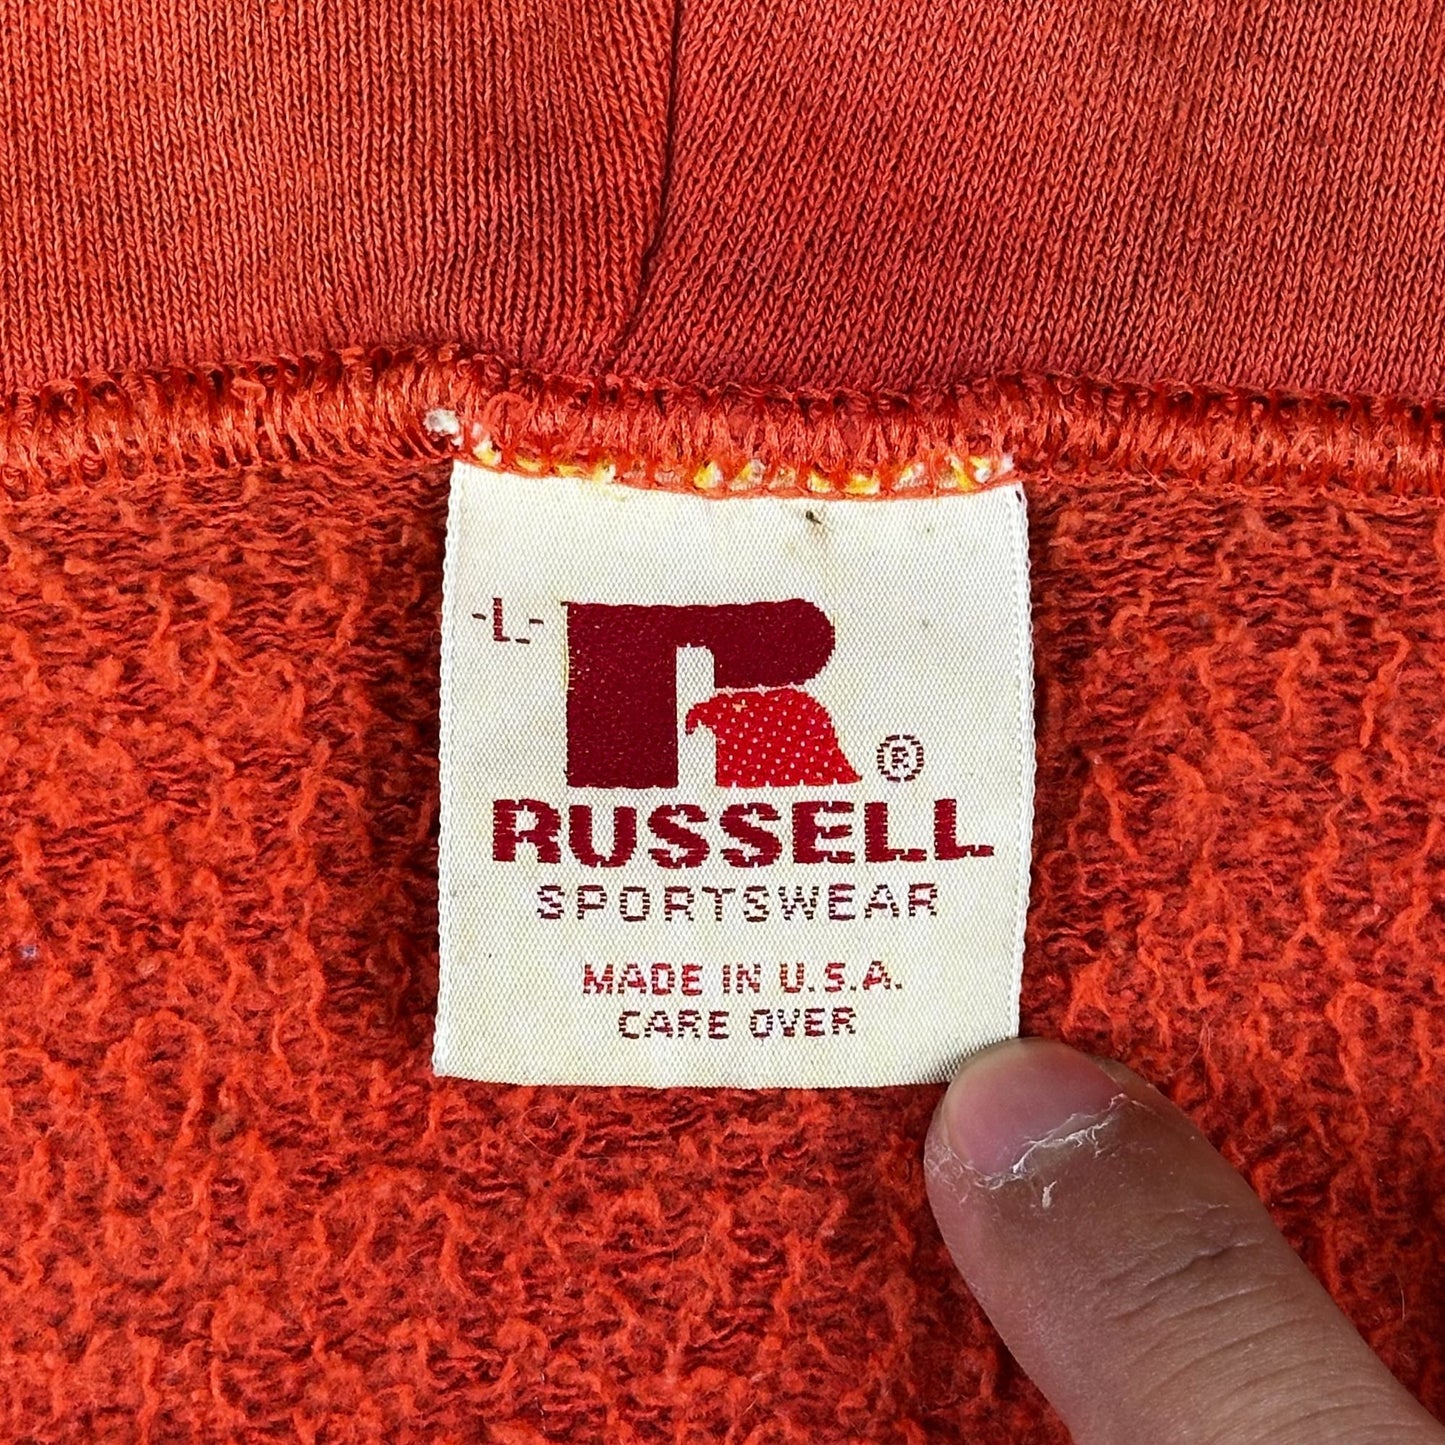 -L-
R ®
RUSSELL
SPORTSWEAR
MADE IN U.S.A.
CARE OVER